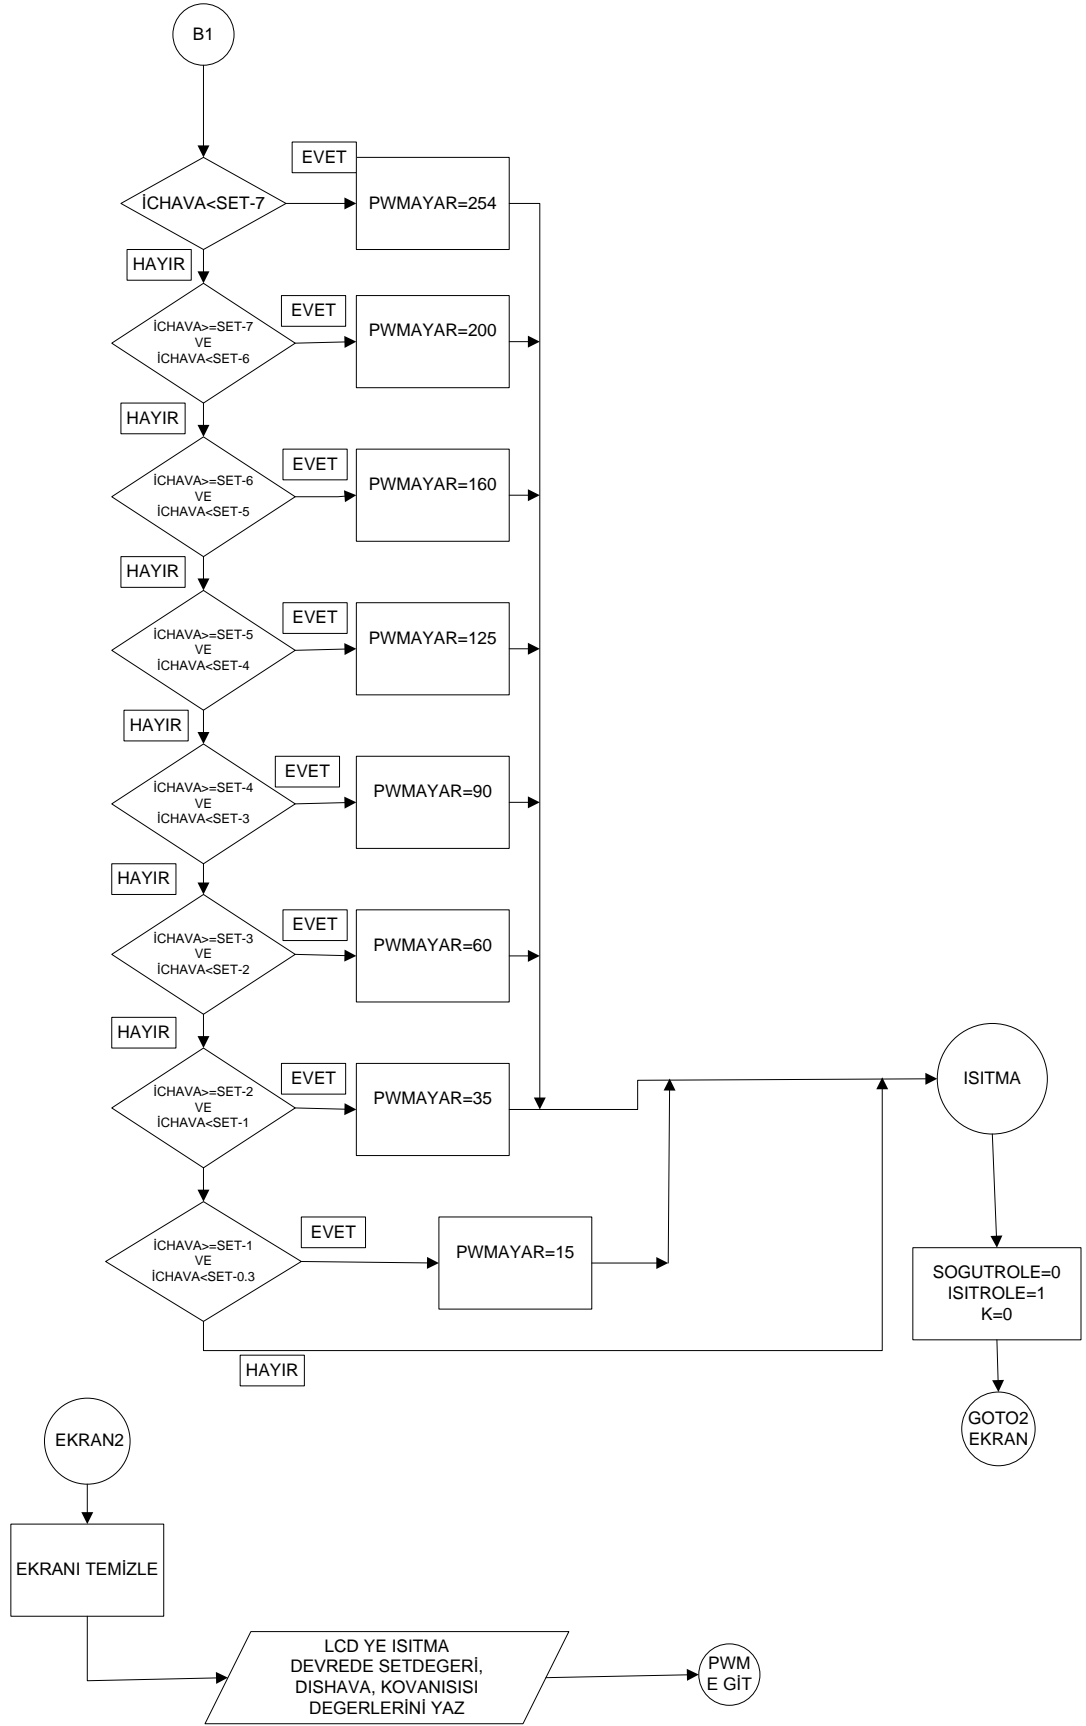 B1
EVET
İCHAVA<SET-7
PWMAYAR=254
HAYIR
EVET
İCHAVA>=SET-7
VE
İCHAVA<SET-6
PWMAYAR=200
HAYIR
EVET
İCHAVA>=SET-6
VE
İCHAVA<SET-5
PWMAYAR=160
HAYIR
EVET
İCHAVA>=SET-5
VE
İCHAVA<SET-4
PWMAYAR=125
HAYIR
EVET
İCHAVA>=SET-4
VE
İCHAVA<SET-3
PWMAYAR=90
HAYIR
EVET
İCHAVA>=SET-3
VE
İCHAVA<SET-2
PWMAYAR=60
HAYIR
EVET
İCHAVA>=SET-2
VE
İCHAVA<SET-1
PWMAYAR=35
ISITMA
EVET
İCHAVA>=SET-1
VE
İCHAVA<SET-0.3
PWMAYAR=15
HAYIR
SOGUTROLE=0
ISITROLE=1
K=0
GOTO2
EKRAN
EKRAN2
EKRANI TEMİZLE
LCD YE ISITMA
DEVREDE SETDEGERİ,
DISHAVA, KOVANISISI
DEGERLERİNİ YAZ
PWM
E GİT